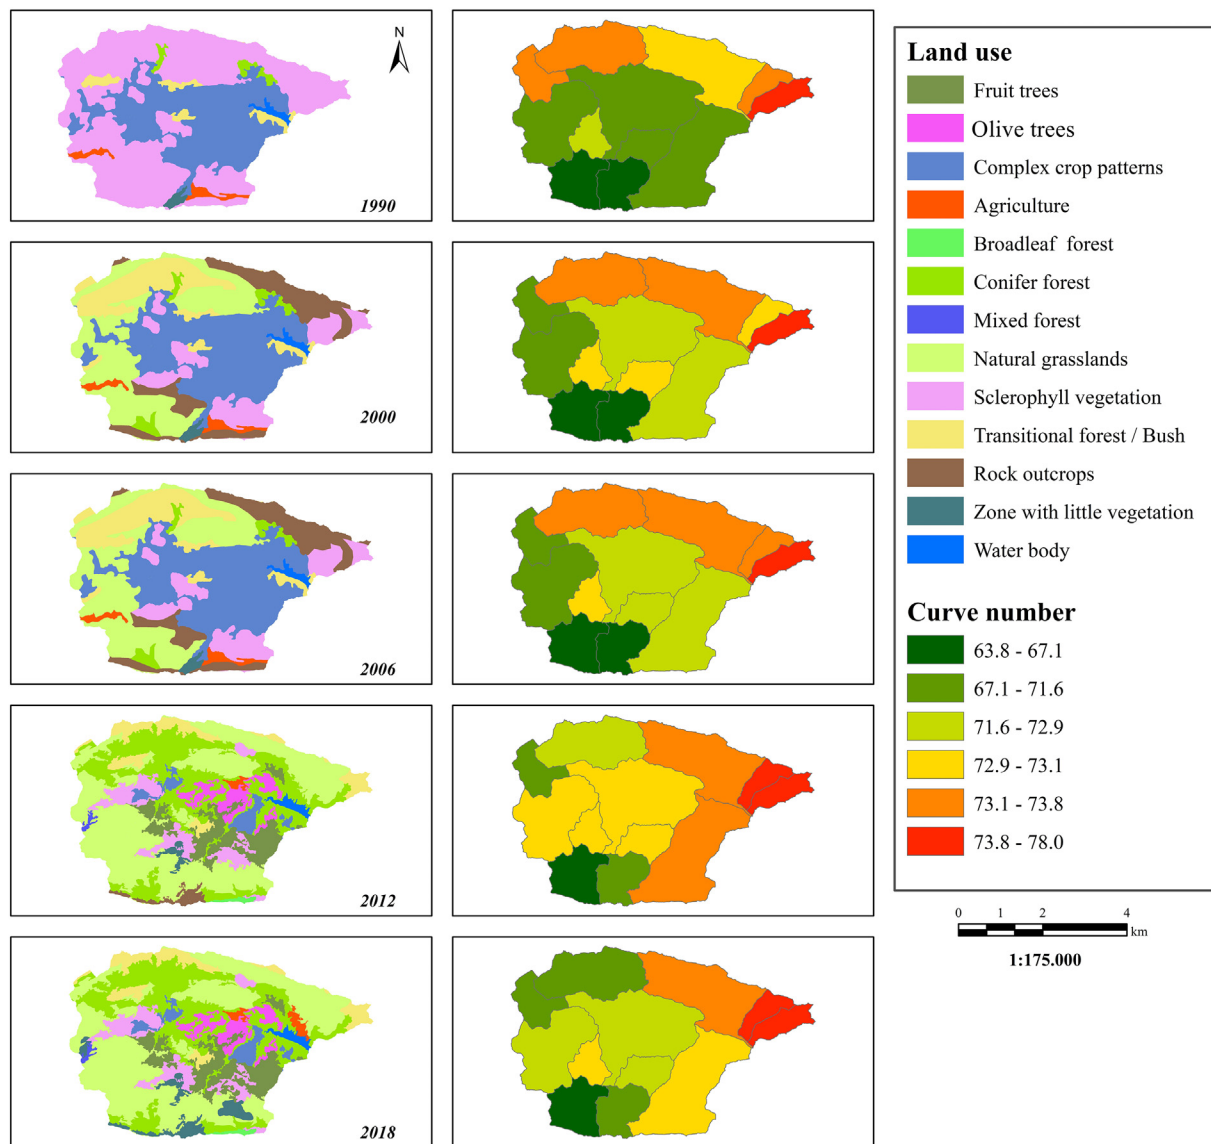 N
1990
2000
2006
2012
2018
Land use
Fruit trees
Olive trees
Complex crop patterns
Agriculture
Broadleaf forest
Conifer forest
Mixed forest
Natural grasslands
Sclerophyll vegetation
Transitional forest / Bush
Rock outcrops
Zone with little vegetation
Water body
Curve number
63.8 - 67.1
67.1 - 71.6
71.6 - 72.9
72.9 - 73.1
73.1 - 73.8
73.8 - 78.0
0 1 2 4
km
1:175.000